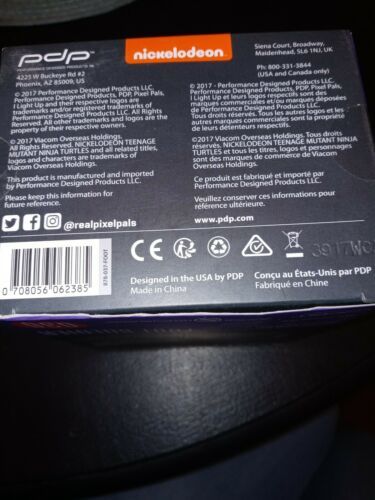 pdp
PERFORMANCE DESIGNED PRODUCTS
4225 W Buckeye Rd #2
Phoenix, AZ 85009, US
nickelodeon
Siena Court, Broadway,
Maidenhead, SL6 1NJ, UK
Ph: 800-331-3844
(USA and Canada only)
© 2017 Performance Designed Products LLC.
Performance Designed Products, PDP, Pixel Pals,
I Light Up and their respective logos are
trademarks and/or registered trademarks of
Performance Designed Products LLC. All Rights
Reserved. All other trademarks and logos are the
property of their respective owners.
© 2017 Viacom Overseas Holdings.
All Rights Reserved. NICKELODEON TEENAGE
MUTANT NINJA TURTLES and all related titles,
logos and characters are trademarks of
Viacom Overseas Holdings.
This product is manufactured and imported
by Performance Designed Products LLC.
Please keep this information for
future reference.
@realpixelpals
© 2017 - Performance Designed Products LLC.
Performance Designed Products, PDP, Pixel Pals,
I Light Up et leurs logos respectifs sont des
marques commerciales et/ou marques déposées
de Performance Designed Products LLC.
Tous droits réservés. Tous les autres marques
commerciales et logos sont la propriété de
leurs détenteurs respectifs.
© 2017 Viacom Overseas Holdings. Tous droits
réservés. NICKELODEON TEENAGE MUTANT NINJA
TURTLES et tous les titres, logos et personnages
sont des marques de commerce de Viacom
Overseas Holdings.
Ce produit est fabriqué et importé par
Performance Designed Products LLC.
Veuillez conserver ces informations pour
référence ultérieure.
www.pdp.com
0 708056 062385
878-037-FOOT
CE
3917WC
Designed in the USA by PDP
Made in China
Conçu au États-Unis par PDP
Fabriqué en Chine